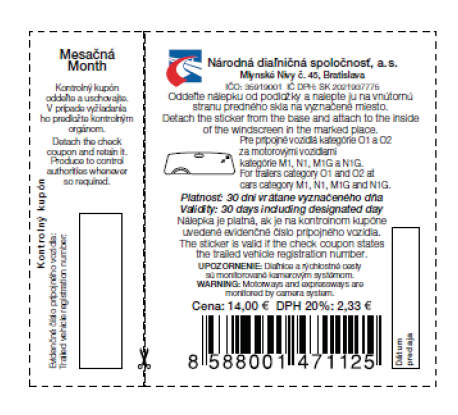 Mesačná
Month
Kontrolný kupón
oddeľte a uschovajte.
V prípade vyžiadania
ho predložte kontrolným
orgánom.
Detach the check
coupon and retain it.
Produce to control
authorities whenever
so required.
Kontrolný kupón
Evidenčné číslo prípojného vozidla:
Trailed vehicle registration number:
Národná diaľničná spoločnosť, a.s.
Mlynské Nivy č. 45, Bratislava
IČO: 35919001 IČ DPH: SK 2021937775
Oddeľte nálepku od podložky a nalepte ju na vnútornú
stranu predného skla na vyznačené miesto.
Detach the sticker from the base and attach to the inside
of the windscreen in the marked place.
Pre prípojné vozidlá kategórie O1 a O2
za motorovými vozidlami
kategórie M1, N1, M1G a N1G.
For trailers category O1 and O2 at
cars category M1, N1, M1G and N1G.
Platnosť: 30 dní vrátane vyznačeného dňa
Validity: 30 days including designated day
Nálepka je platná, ak je na kontrolnom kupóne
uvedené evidenčné číslo prípojného vozidla.
The sticker is valid if the check coupon states
the trailed vehicle registration number.
UPOZORNENIE: Diaľnice a rýchlostné cesty
sú monitorované kamerovým systémom.
WARNING: Motorways and expressways are
monitored by camera system.
Cena: 14,00 € DPH 20%: 2,33 €
8 588001 471125
Dátum
predaja